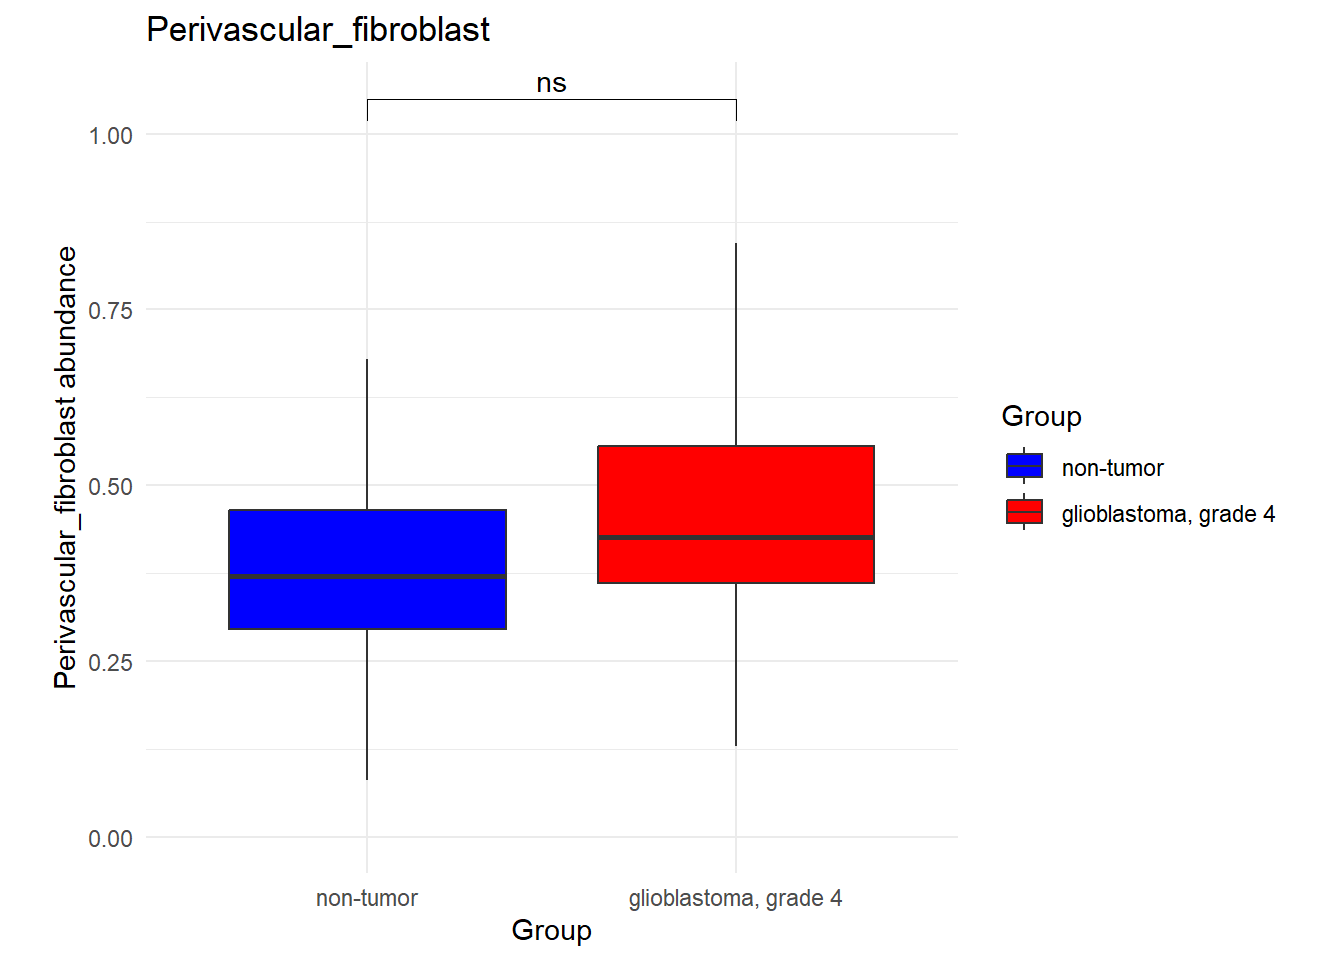 Perivascular_fibroblast
ns
1.00
0.75
0.50
0.25
0.00
Perivascular_fibroblast abundance
non-tumor
glioblastoma, grade 4
Group
Group
non-tumor
glioblastoma, grade 4